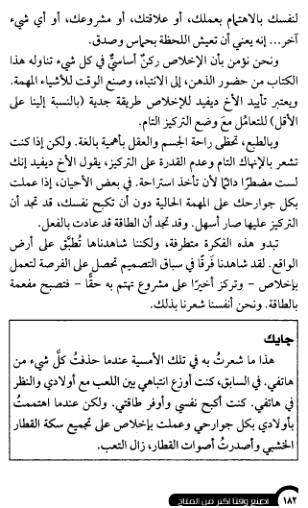 لنفسك بالاهتمام بعملك، أو علاقتك، أو مشروعك، أو أي شيء
آخر... إنه يعني أن تعيش اللحظة بحماس وصدق.
ونحن نؤمن بأن الإخلاص ركنٌ أساسيٌّ في كل شيء تناوله هذا
الكتاب من حضور الذهن، إلى الانتباه، وصنع الوقت للأشياء المهمة.
ويعتبر تأييد الأخ ديفيد للإخلاص طريقة جدية (بالنسبة إلينا على
الأقل) للتعامُل مع وضع التركيز التام.
وبالطبع، تحظى راحة الجسم والعقل بأهمية بالغة. ولكن إذا كنت
تشعر بالإنهاك التام وعدم القدرة على التركيز، يقول الأخ ديفيد إنك
لست مضطرًّا دائمًا لأن تأخذ استراحة. في بعض الأحيان، إذا عملت
بكل جوارحك على المهمة الحالية دون أن تكبح نفسك، قد تجد أن
التركيز عليها صار أسهل. وقد تجد أن الطاقة قد عادت بالفعل.
تبدو هذه الفكرة متطرفة، ولكننا شاهدناها تُطبَّق على أرض
الواقع. لقد شاهدنا فَرقًا في سباق التصميم تحصل على الفرصة لتعمل
بإخلاص - وتركز أخيرًا على مشروع تهتم به حقًّا - فتصبح مفعمة
بالطاقة. ونحن أنفسنا شعرنا بذلك.
جايك
هذا ما شعرتُ به في تلك الأمسية عندما حذفتُ كلَّ شيء من
هاتفي. في السابق، كنت أوزع انتباهي بين اللعب مع أولادي والنظر
في هاتفي. كنت أكبح نفسي وأوفر طاقتي. ولكن عندما اهتممتُ
بأولادي بكل جوارحي وعملت بإخلاص على تجميع سكة القطار
الخشبي وأصدرتُ أصوات القطار، زال التعب.
١٨٢ اصنع وقتًا أكثر من المتاح